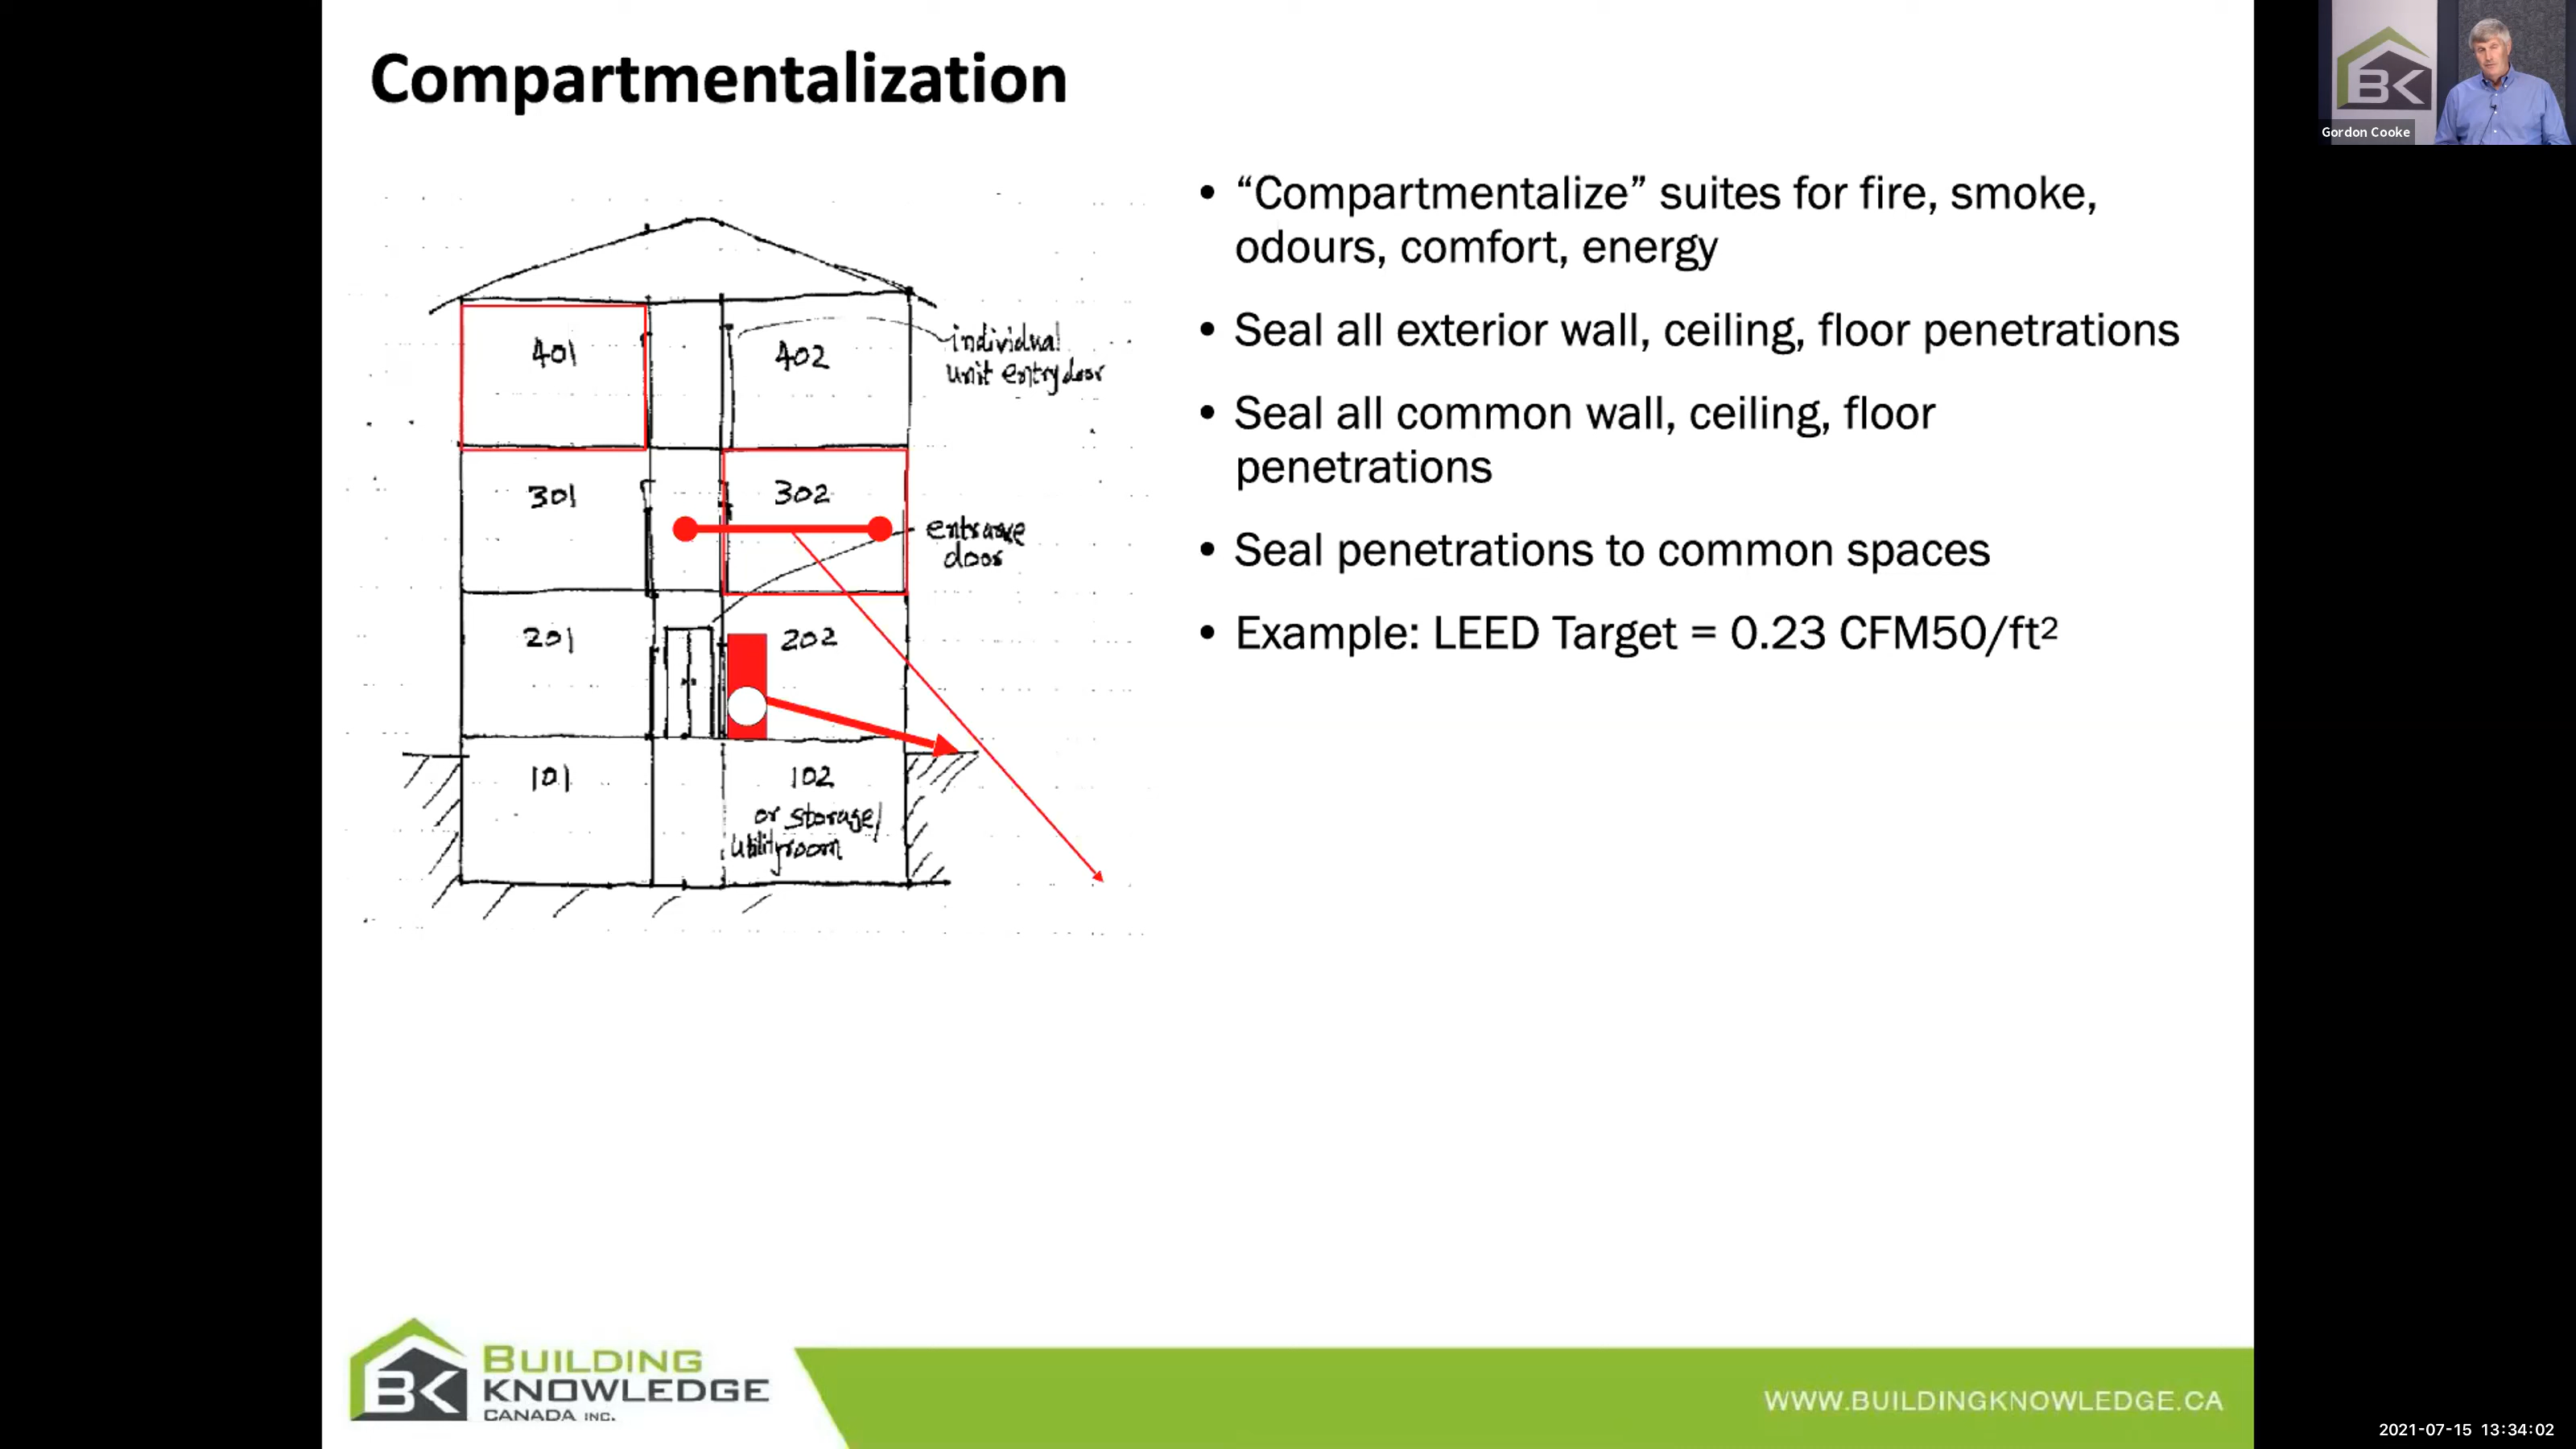 Compartmentalization
BK
Gordon Cooke
• “Compartmentalize” suites for fire, smoke,
odours, comfort, energy
• Seal all exterior wall, ceiling, floor penetrations
• Seal all common wall, ceiling, floor
penetrations
• Seal penetrations to common spaces
• Example: LEED Target = 0.23 CFM50/ft²
401
402
individual
unit entry door
301
302
entrance
door
201
202
101
102
or storage/
utility room
BK
BUILDING
KNOWLEDGE
CANADA INC.
WWW.BUILDINGKNOWLEDGE.CA
2021-07-15 13:34:02